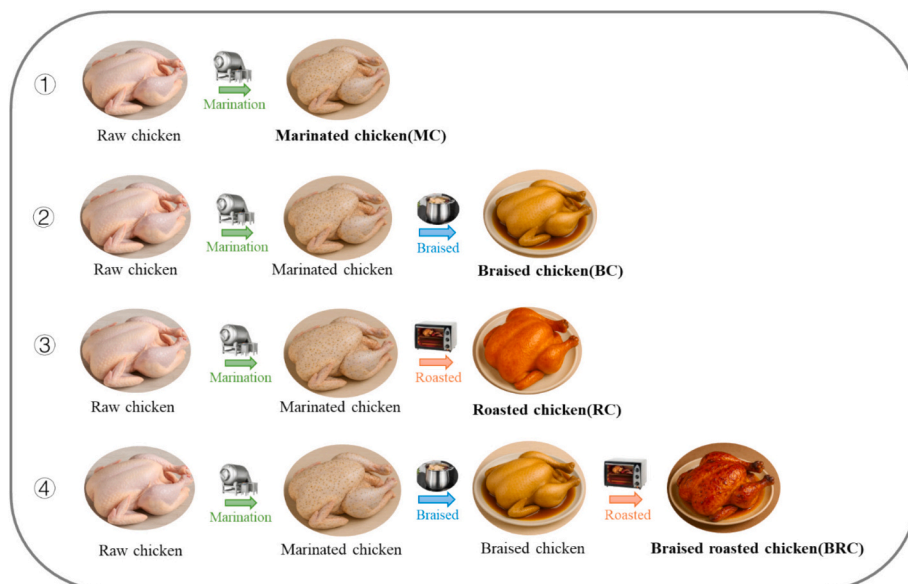 ①
Marination
Raw chicken
Marinated chicken(MC)
②
Marination
Braised
Raw chicken
Marinated chicken
Braised chicken(BC)
③
Marination
Roasted
Raw chicken
Marinated chicken
Roasted chicken(RC)
④
Marination
Braised
Roasted
Raw chicken
Marinated chicken
Braised chicken
Braised roasted chicken(BRC)